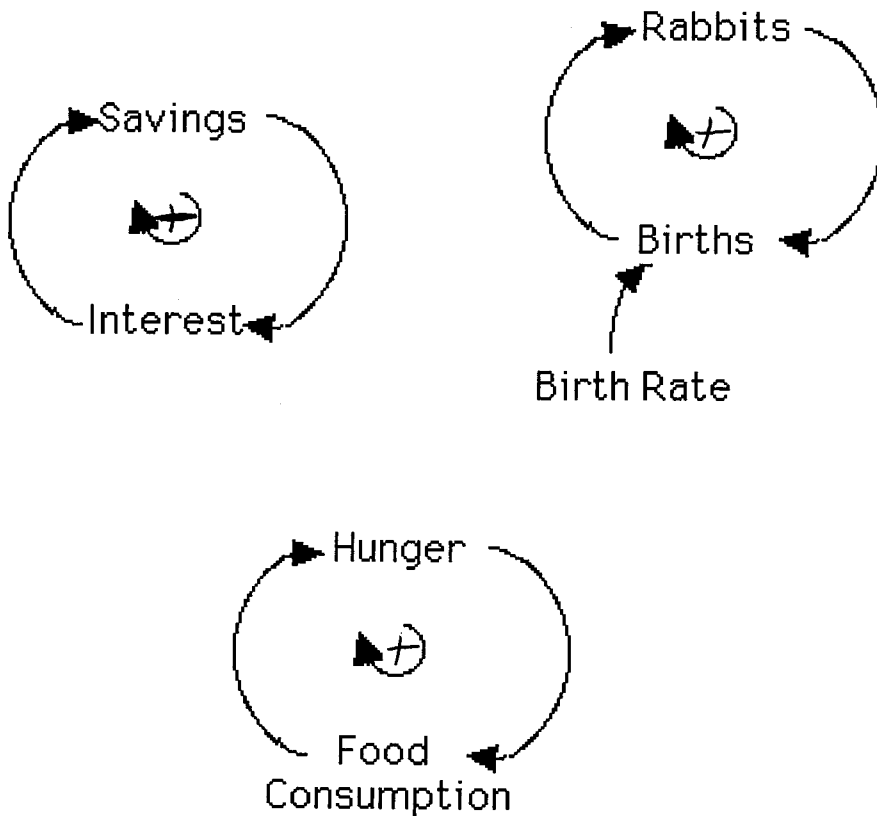 Rabbits
Savings
+
+
Births
Interest
Birth Rate
Hunger
+
Food
Consumption